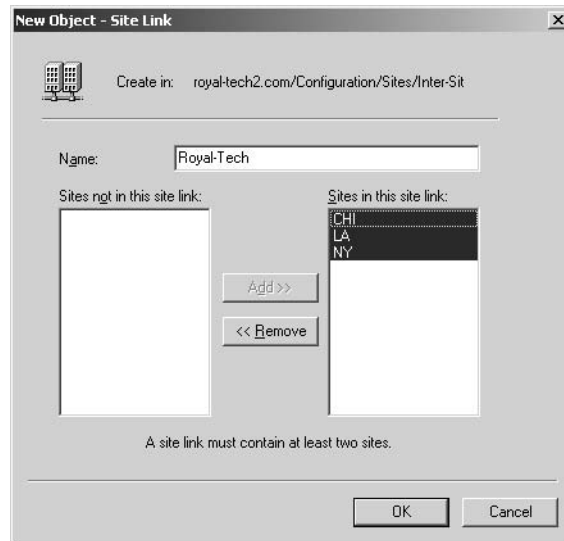 New Object - Site Link
Create in: royal-tech2.com/Configuration/Sites/Inter-Sit
Name: Royal-Tech
Sites not in this site link:
Sites in this site link:
CHI
LA
NY
Add >>
<< Remove
A site link must contain at least two sites.
OK
Cancel